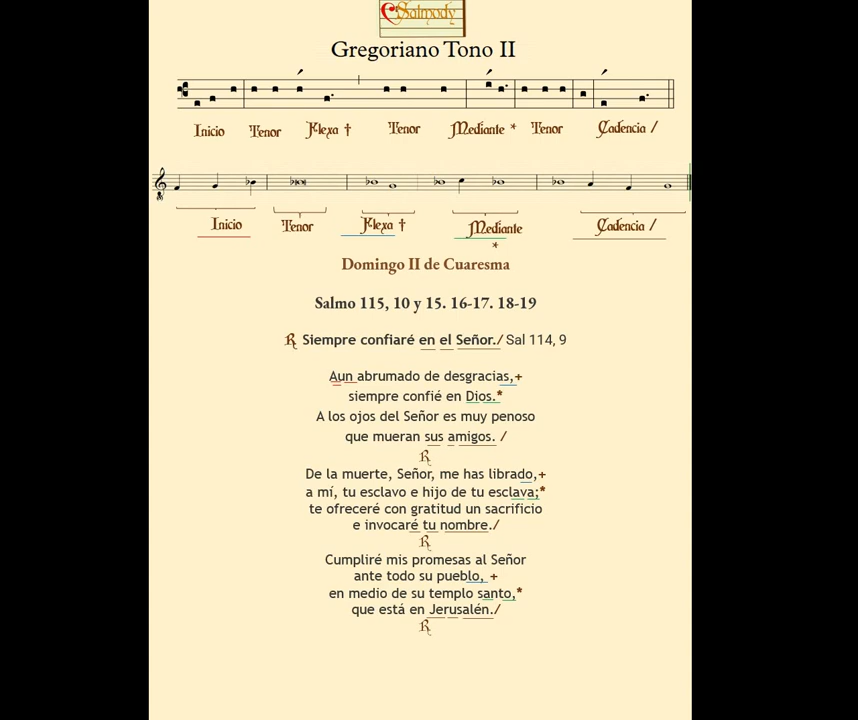 Salmody
Gregoriano Tono II
Inicio Tenor Flexa † Tenor Mediante * Tenor Cadencia /
Inicio Tenor Flexa † Mediante * Cadencia /
Domingo II de Cuaresma
Salmo 115, 10 y 15. 16-17. 18-19
R Siempre confiaré en el Señor./ Sal 114, 9
Aun abrumado de desgracias,+
siempre confié en Dios.*
A los ojos del Señor es muy penoso
que mueran sus amigos. /
R
De la muerte, Señor, me has librado,+
a mí, tu esclavo e hijo de tu esclava;*
te ofreceré con gratitud un sacrificio
e invocaré tu nombre./
R
Cumpliré mis promesas al Señor
ante todo su pueblo, +
en medio de su templo santo,*
que está en Jerusalén./
R